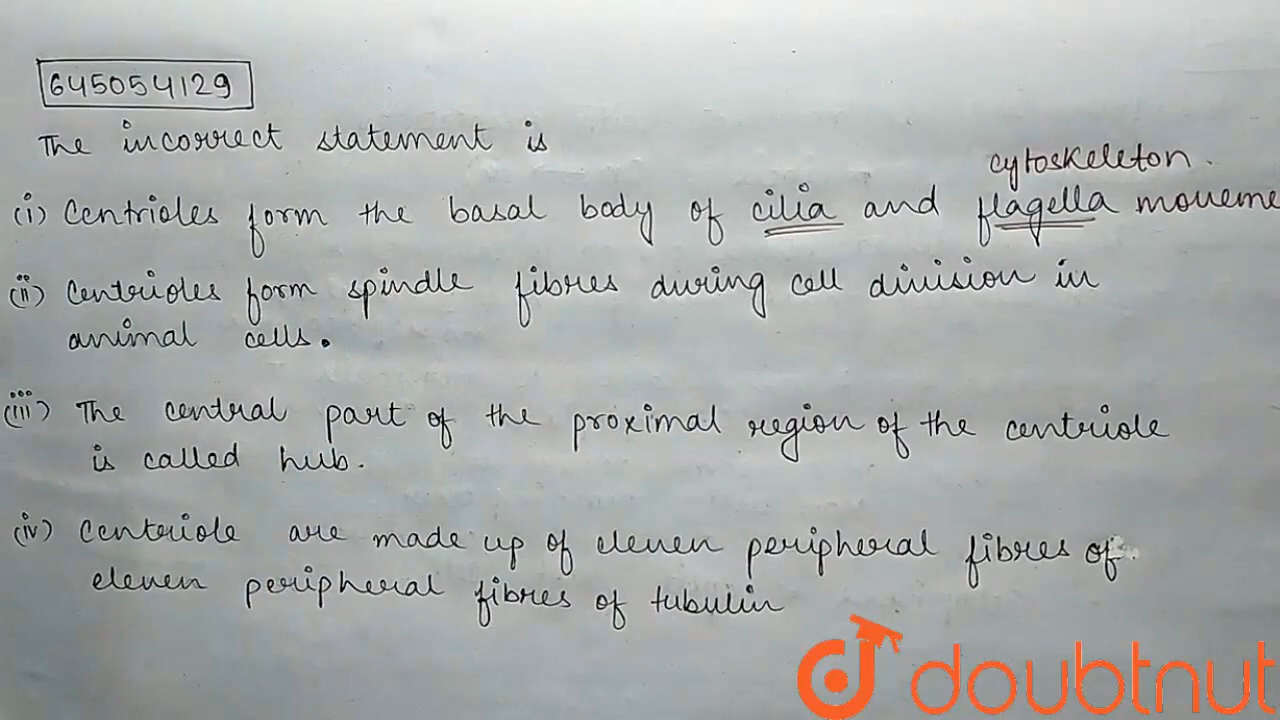 645054129
The incorrect statement is
cytoskeleton.
(i) Centrioles form the basal body of cilia and flagella moveme
(ii) Centrioles form spindle fibres during cell division in
animal cells.
(iii) The central part of the proximal region of the centriole
is called hub.
(iv) Centriole are made up of eleven peripheral fibres of
eleven peripheral fibres of tubulin
doubtnut